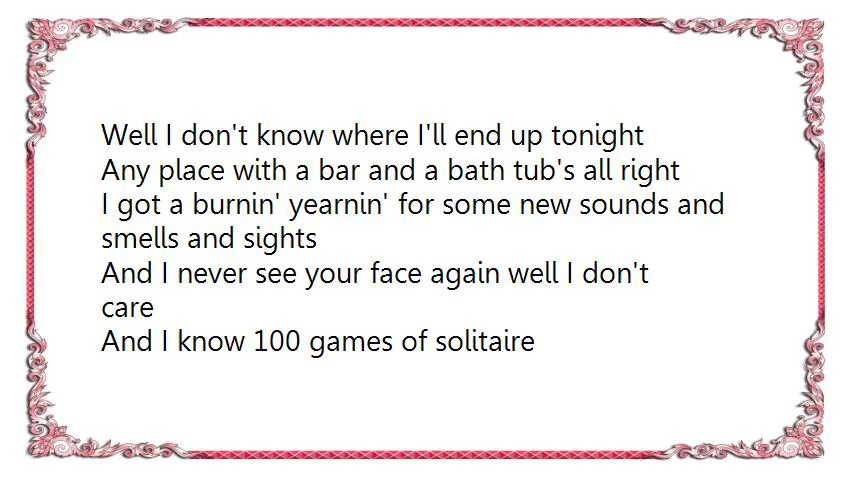 Well I don't know where I'll end up tonight
Any place with a bar and a bath tub's all right
I got a burnin' yearnin' for some new sounds and
smells and sights
And I never see your face again well I don't
care
And I know 100 games of solitaire